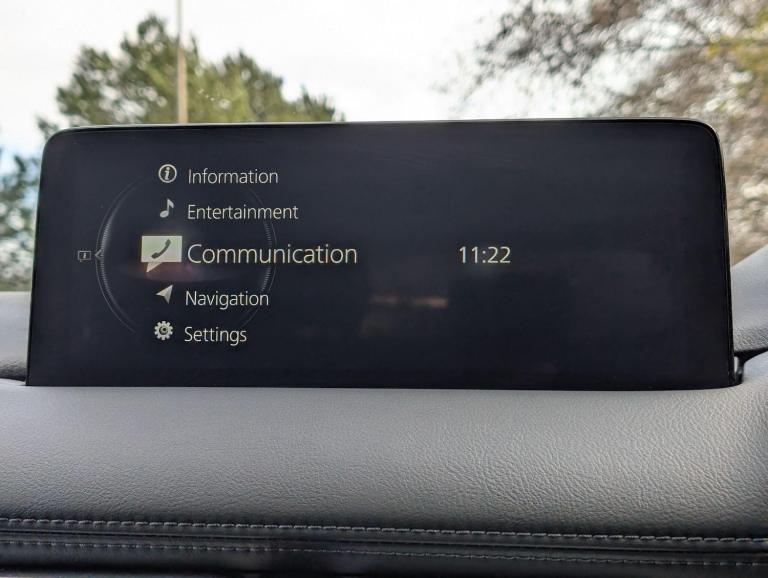 Information
Entertainment
Communication
11:22
Navigation
Settings